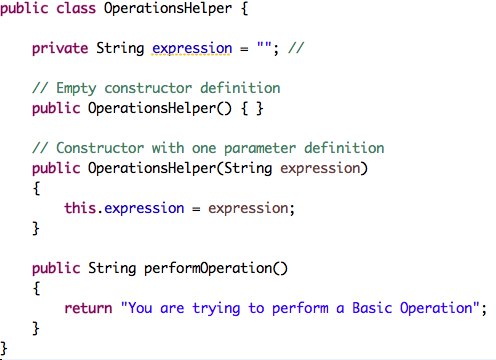 public class OperationsHelper {
private String expression = ""; //
// Empty constructor definition
public OperationsHelper() { }
// Constructor with one parameter definition
public OperationsHelper(String expression)
{
this.expression = expression;
}
public String performOperation()
{
return "You are trying to perform a Basic Operation";
}
}